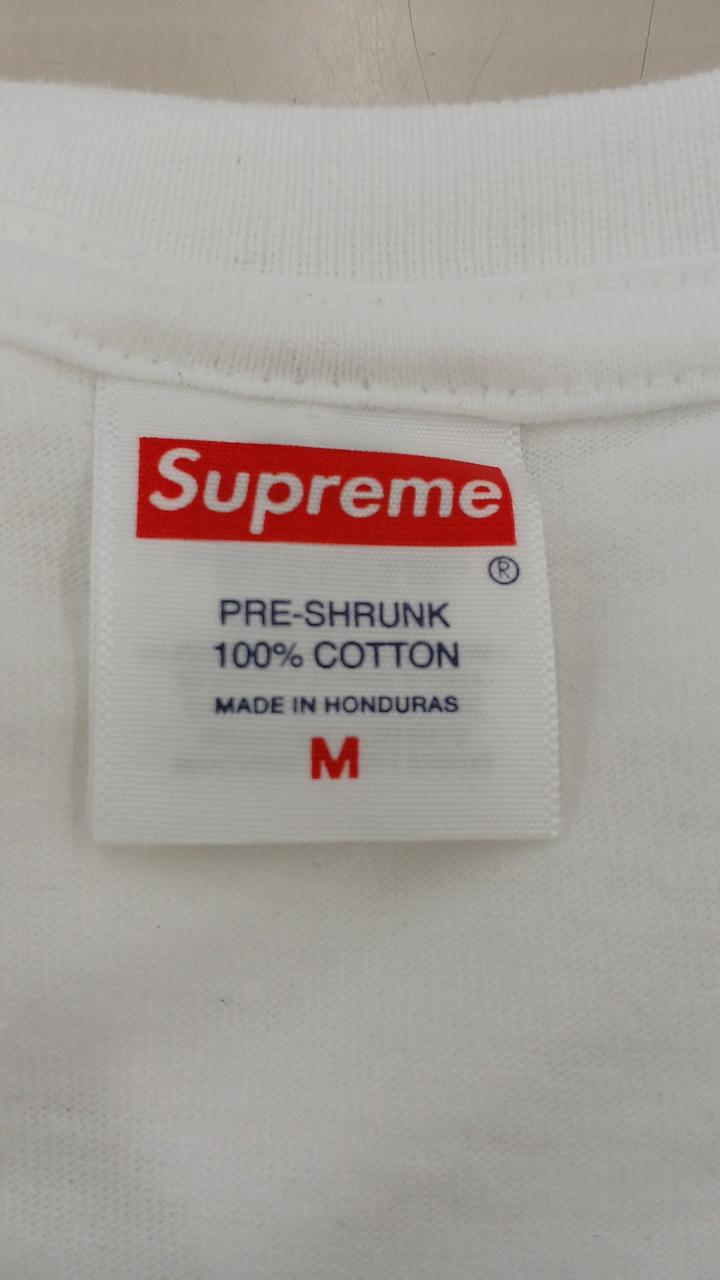 Supreme
®
PRE-SHRUNK
100% COTTON
MADE IN HONDURAS
M